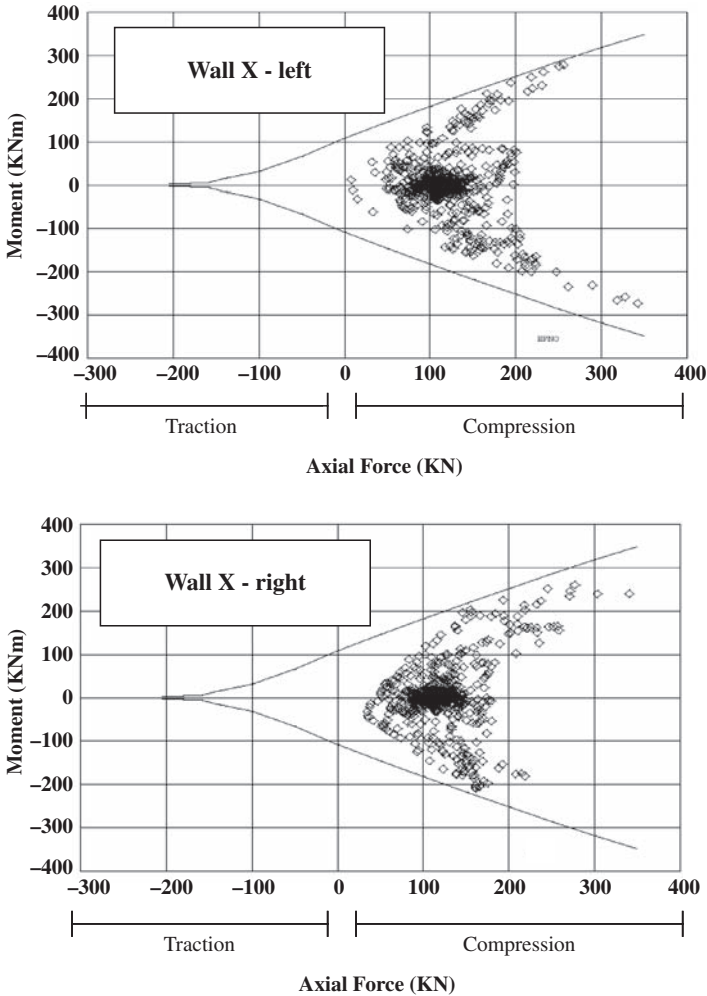 400
300
200
100
0
−100
−200
−300
−400
Moment (KNm)
Wall X - left
−300 −200 −100 0 100 200 300 400
Traction Compression
Axial Force (KN)
400
300
200
100
0
−100
−200
−300
−400
Moment (KNm)
Wall X - right
−300 −200 −100 0 100 200 300 400
Traction Compression
Axial Force (KN)